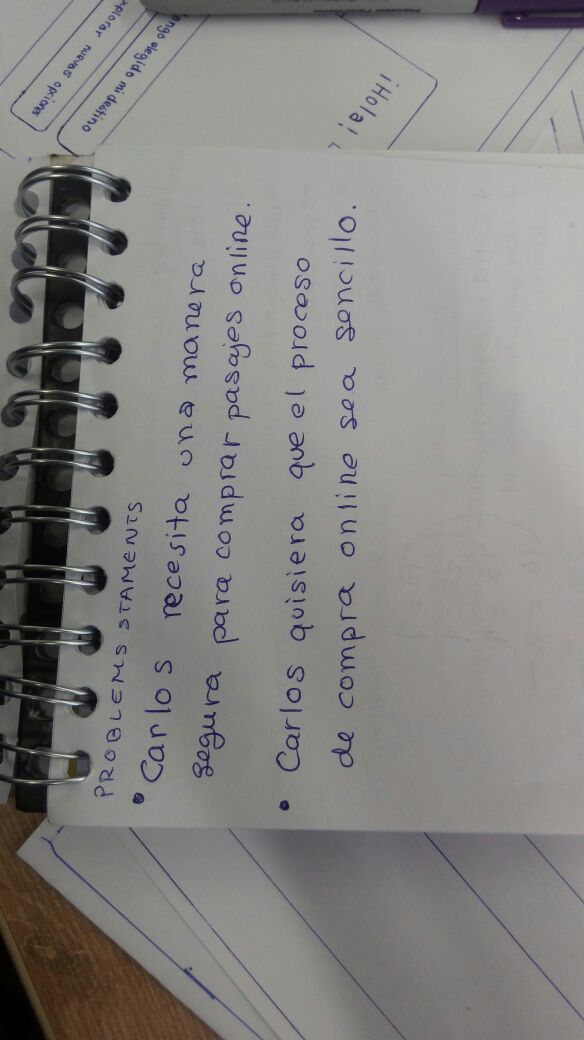 PROBLEMS STAMENTS
• Carlos necesita una manera
segura para comprar pasajes online.
• Carlos quisiera que el proceso
de compra online sea sencillo.
¡Hola!
tengo elegido mi destino
explorar nuevas opciones